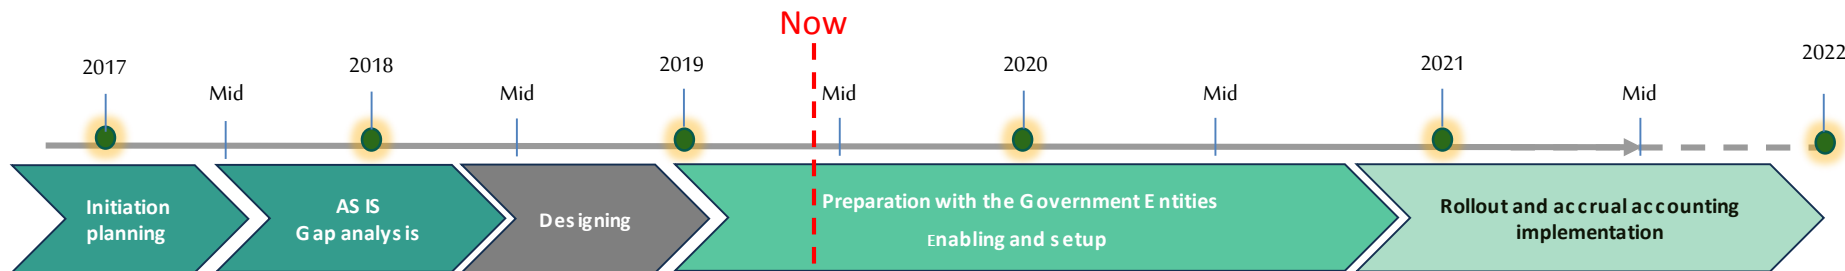 Now
2017
Mid
2018
Mid
2019
Mid
2020
Mid
2021
Mid
2022
Initiation
planning
AS IS
Gap analysis
Designing
Preparation with the Government Entities
Enabling and setup
Rollout and accrual accounting
implementation